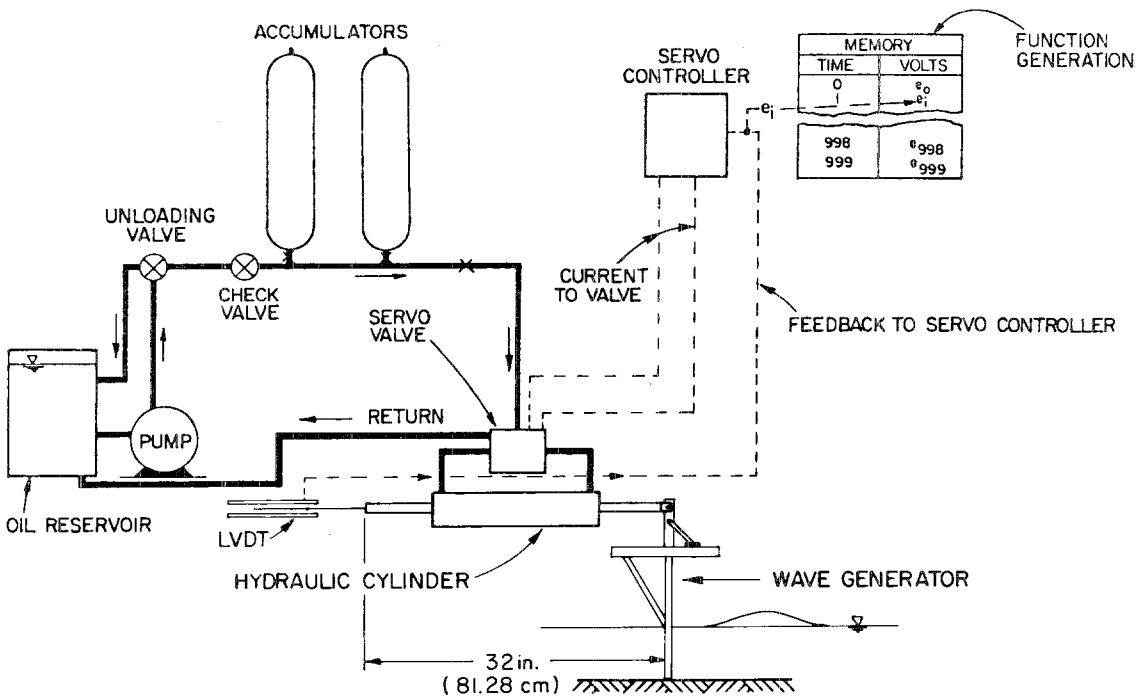 ACCUMULATORS
SERVO
CONTROLLER
MEMORY
TIME VOLTS
0 e0
1 ei
998 e998
999 e999
FUNCTION
GENERATION
ei
UNLOADING
VALVE
CHECK
VALVE
SERVO
VALVE
CURRENT
TO VALVE
FEEDBACK TO SERVO CONTROLLER
RETURN
PUMP
OIL RESERVOIR
LVDT
HYDRAULIC CYLINDER
WAVE GENERATOR
32 in.
(81.28 cm)